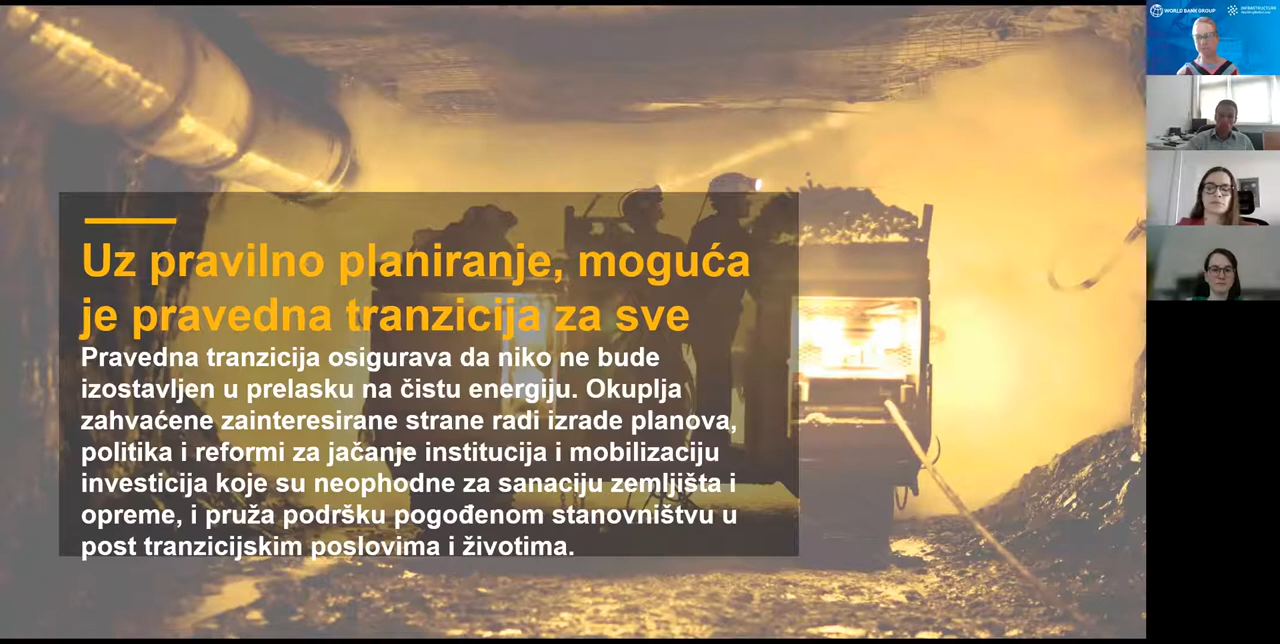 Uz pravilno planiranje, moguća
je pravedna tranzicija za sve
Pravedna tranzicija osigurava da niko ne bude
izostavljen u prelasku na čistu energiju. Okuplja
zahvaćene zainteresirane strane radi izrade planova,
politika i reformi za jačanje institucija i mobilizaciju
investicija koje su neophodne za sanaciju zemljišta i
opreme, i pruža podršku pogođenom stanovništvu u
post tranzicijskim poslovima i životima.
WORLD BANK GROUP
INFRASTRUCTURE